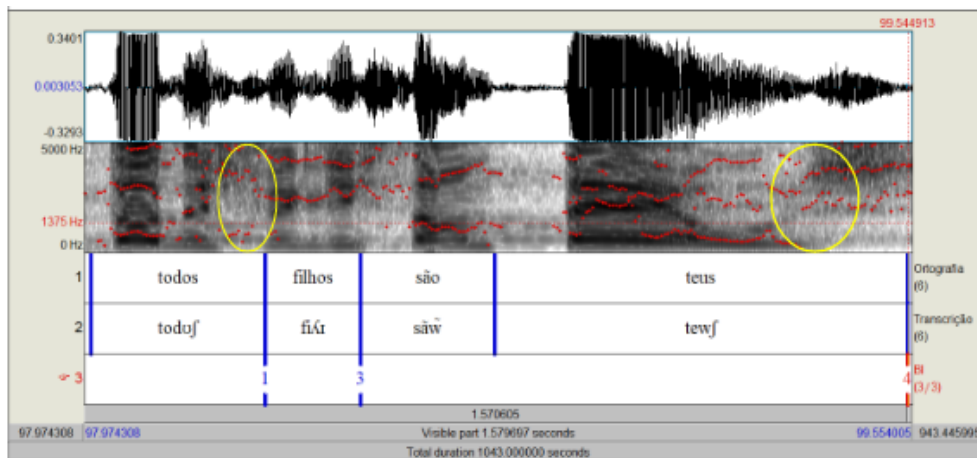 99.544913
0.3401
0.003053
-0.3293
5000 Hz
1375 Hz
0 Hz
1 todos filhos são teus Ortografia (6)
2 todʊʃ fiʎɪ sãw̃ tewʃ Transcrição (6)
3 1 3 4 BI (3/3)
1.570605
97.974308 97.974308 Visible part 1.579697 seconds 99.554005 943.445995
Total duration 1043.000000 seconds